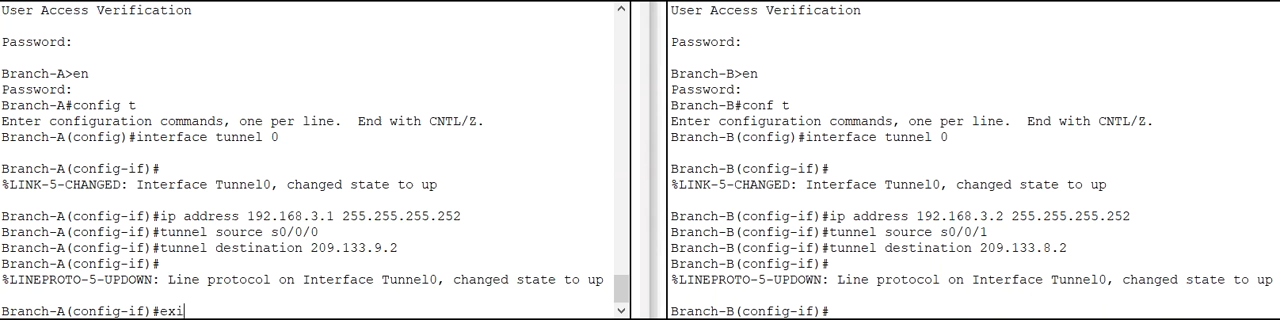 User Access Verification
Password:
Branch-A>en
Password:
Branch-A#config t
Enter configuration commands, one per line.  End with CNTL/Z.
Branch-A(config)#interface tunnel 0
Branch-A(config-if)#
%LINK-5-CHANGED: Interface Tunnel0, changed state to up
Branch-A(config-if)#ip address 192.168.3.1 255.255.255.252
Branch-A(config-if)#tunnel source s0/0/0
Branch-A(config-if)#tunnel destination 209.133.9.2
Branch-A(config-if)#
%LINEPROTO-5-UPDOWN: Line protocol on Interface Tunnel0, changed state to up
Branch-A(config-if)#exi
User Access Verification
Password:
Branch-B>en
Password:
Branch-B#conf t
Enter configuration commands, one per line.  End with CNTL/Z.
Branch-B(config)#interface tunnel 0
Branch-B(config-if)#
%LINK-5-CHANGED: Interface Tunnel0, changed state to up
Branch-B(config-if)#ip address 192.168.3.2 255.255.255.252
Branch-B(config-if)#tunnel source s0/0/1
Branch-B(config-if)#tunnel destination 209.133.8.2
Branch-B(config-if)#
%LINEPROTO-5-UPDOWN: Line protocol on Interface Tunnel0, changed state to up
Branch-B(config-if)#